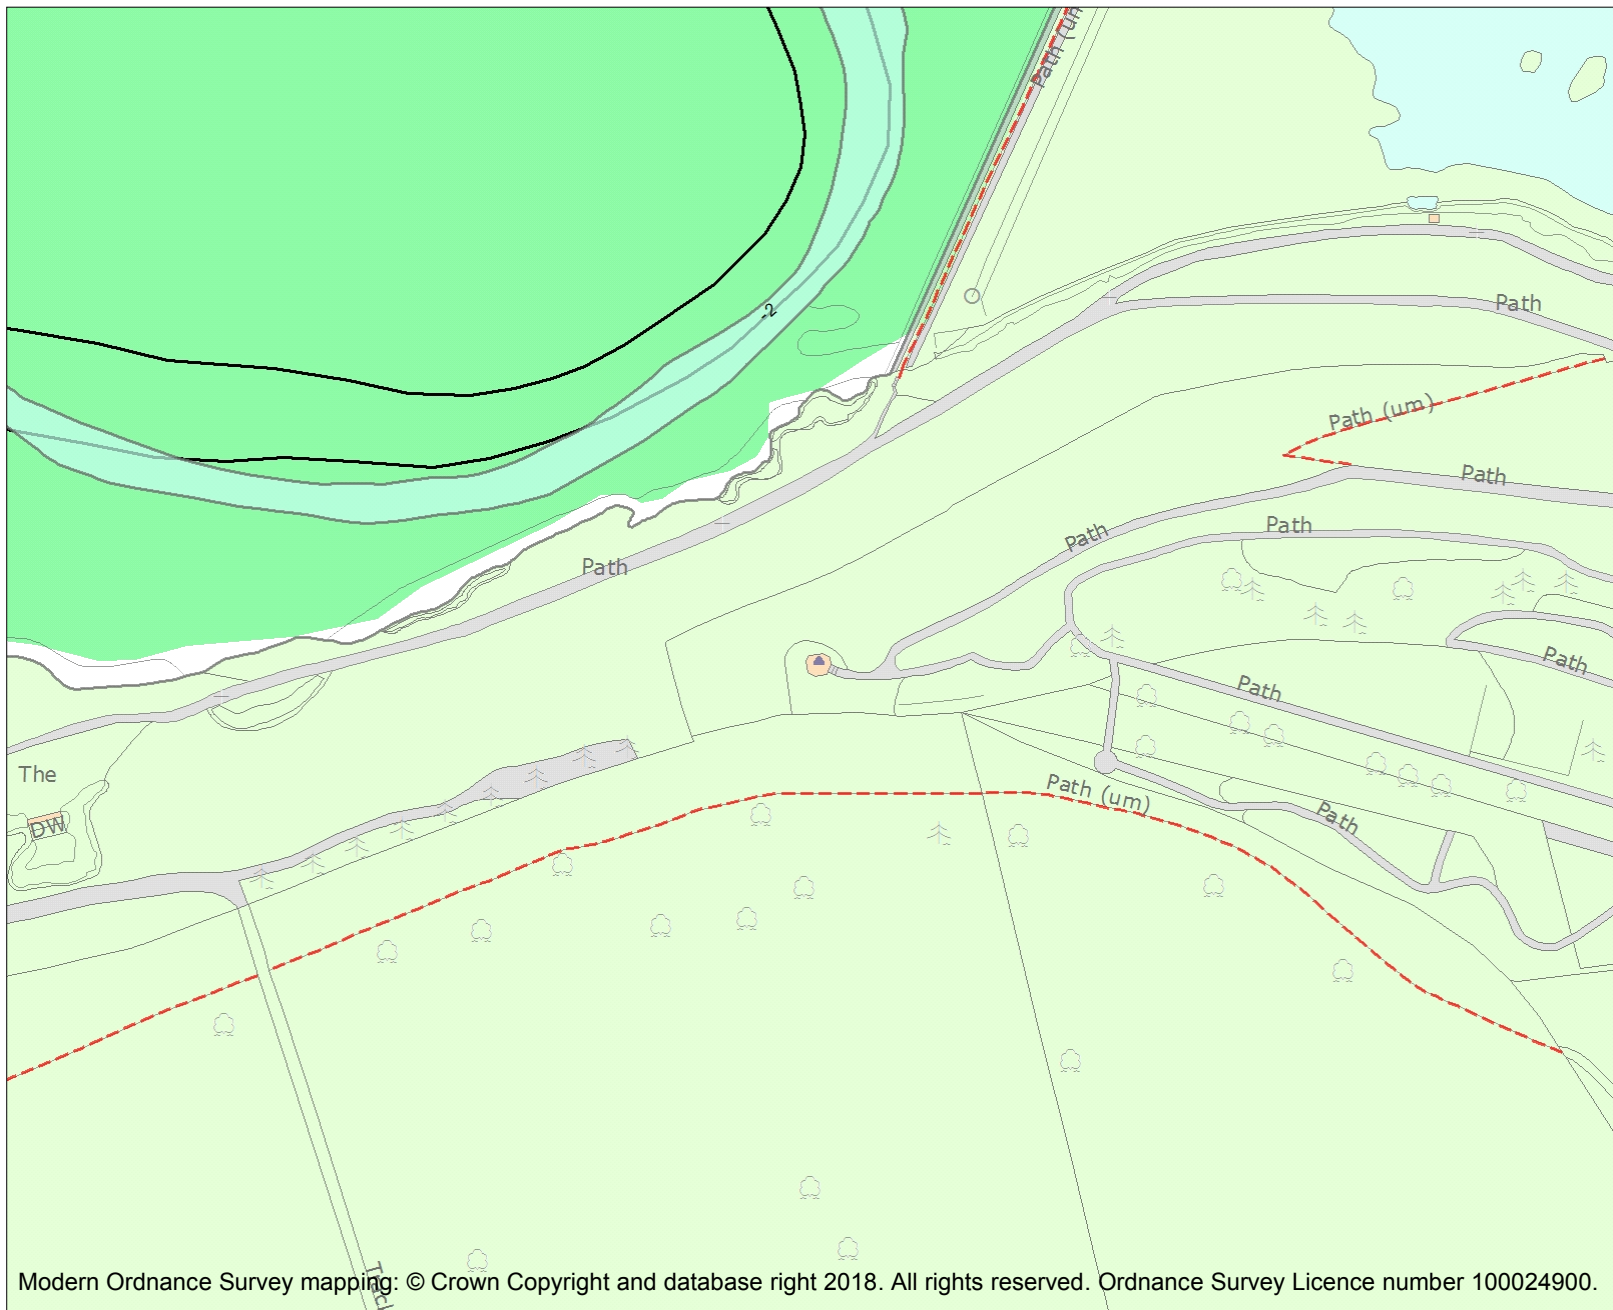 Path (um
-2
Path
Path (um)
Path
Path
Path
Path
Path
Path
The
DW
Path (um)
Path
Modern Ordnance Survey mapping: © Crown Copyright and database right 2018. All rights reserved. Ordnance Survey Licence number 100024900.